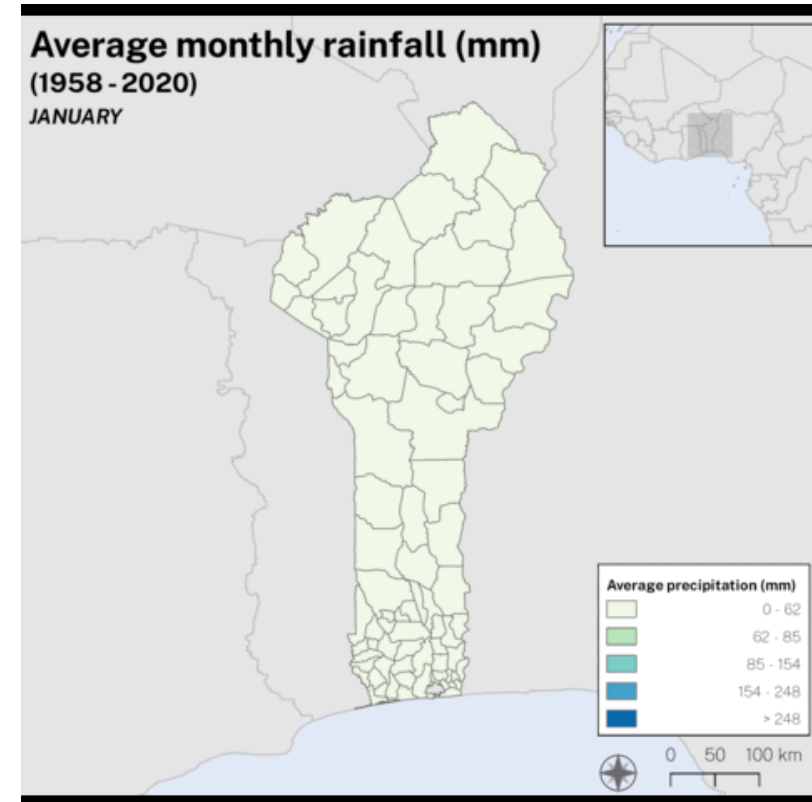 Average monthly rainfall (mm)
(1958 - 2020)
JANUARY
Average precipitation (mm)
0 - 62
62 - 85
85 - 154
154 - 248
> 248
0 50 100 km